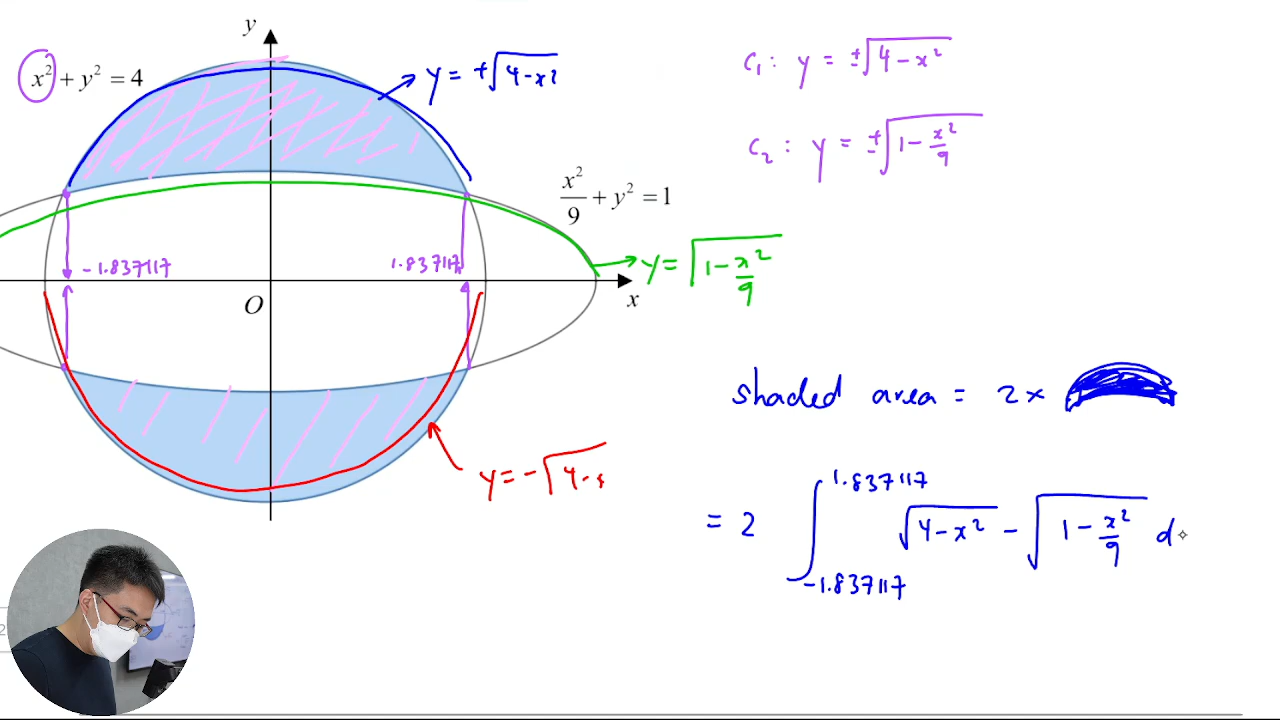 y
x² + y² = 4
y = +√(4-x²)
C₁ : y = ±√(4-x²)
C₂ : y = ±√(1-x²/9)
x²/9 + y² = 1
-1.837117
1.837117
y = √(1-x²/9)
O
x
shaded area = 2x
y = -√(4-
= 2 ∫ 1.837117 -1.837117 √(4-x²) - √(1-x²/9) d
2